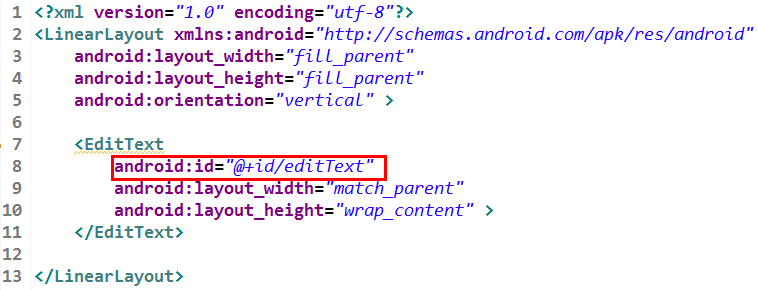 1 <?xml version="1.0" encoding="utf-8"?>
2 <LinearLayout xmlns:android="http://schemas.android.com/apk/res/android"
3     android:layout_width="fill_parent"
4     android:layout_height="fill_parent"
5     android:orientation="vertical" >
6
7     <EditText
8         android:id="@+id/editText"
9         android:layout_width="match_parent"
10         android:layout_height="wrap_content" >
11     </EditText>
12
13 </LinearLayout>